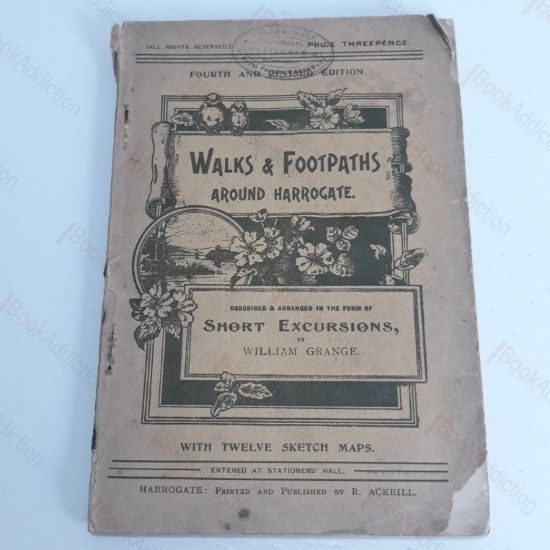 [ALL RIGHTS RESERVED.] PRICE THREEPENCE.
FOURTH AND REVISED EDITION.
WALKS & FOOTPATHS
AROUND HARROGATE.
DESCRIBED & ARRANGED IN THE FORM OF
SHORT EXCURSIONS,
BY
WILLIAM GRANGE.
WITH TWELVE SKETCH MAPS.
ENTERED AT STATIONERS' HALL.
HARROGATE: PRINTED AND PUBLISHED BY R. ACKRILL.
BookAddiction